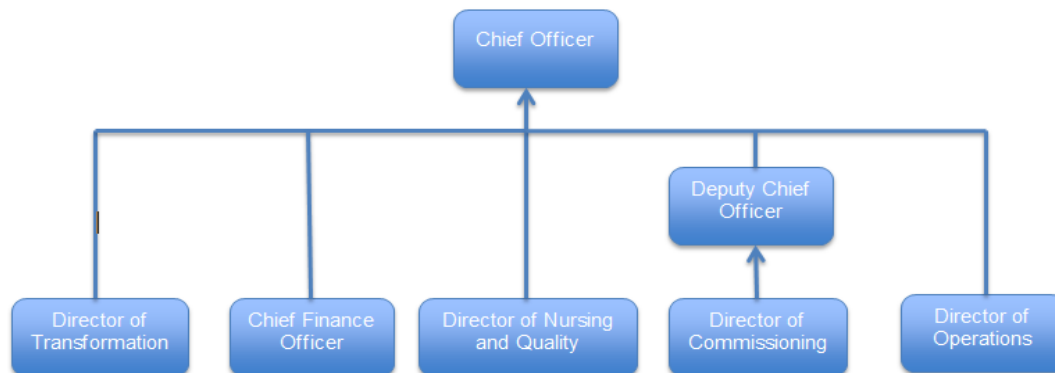 Chief Officer
Deputy Chief
Officer
Director of
Transformation
Chief Finance
Officer
Director of Nursing
and Quality
Director of
Commissioning
Director of
Operations